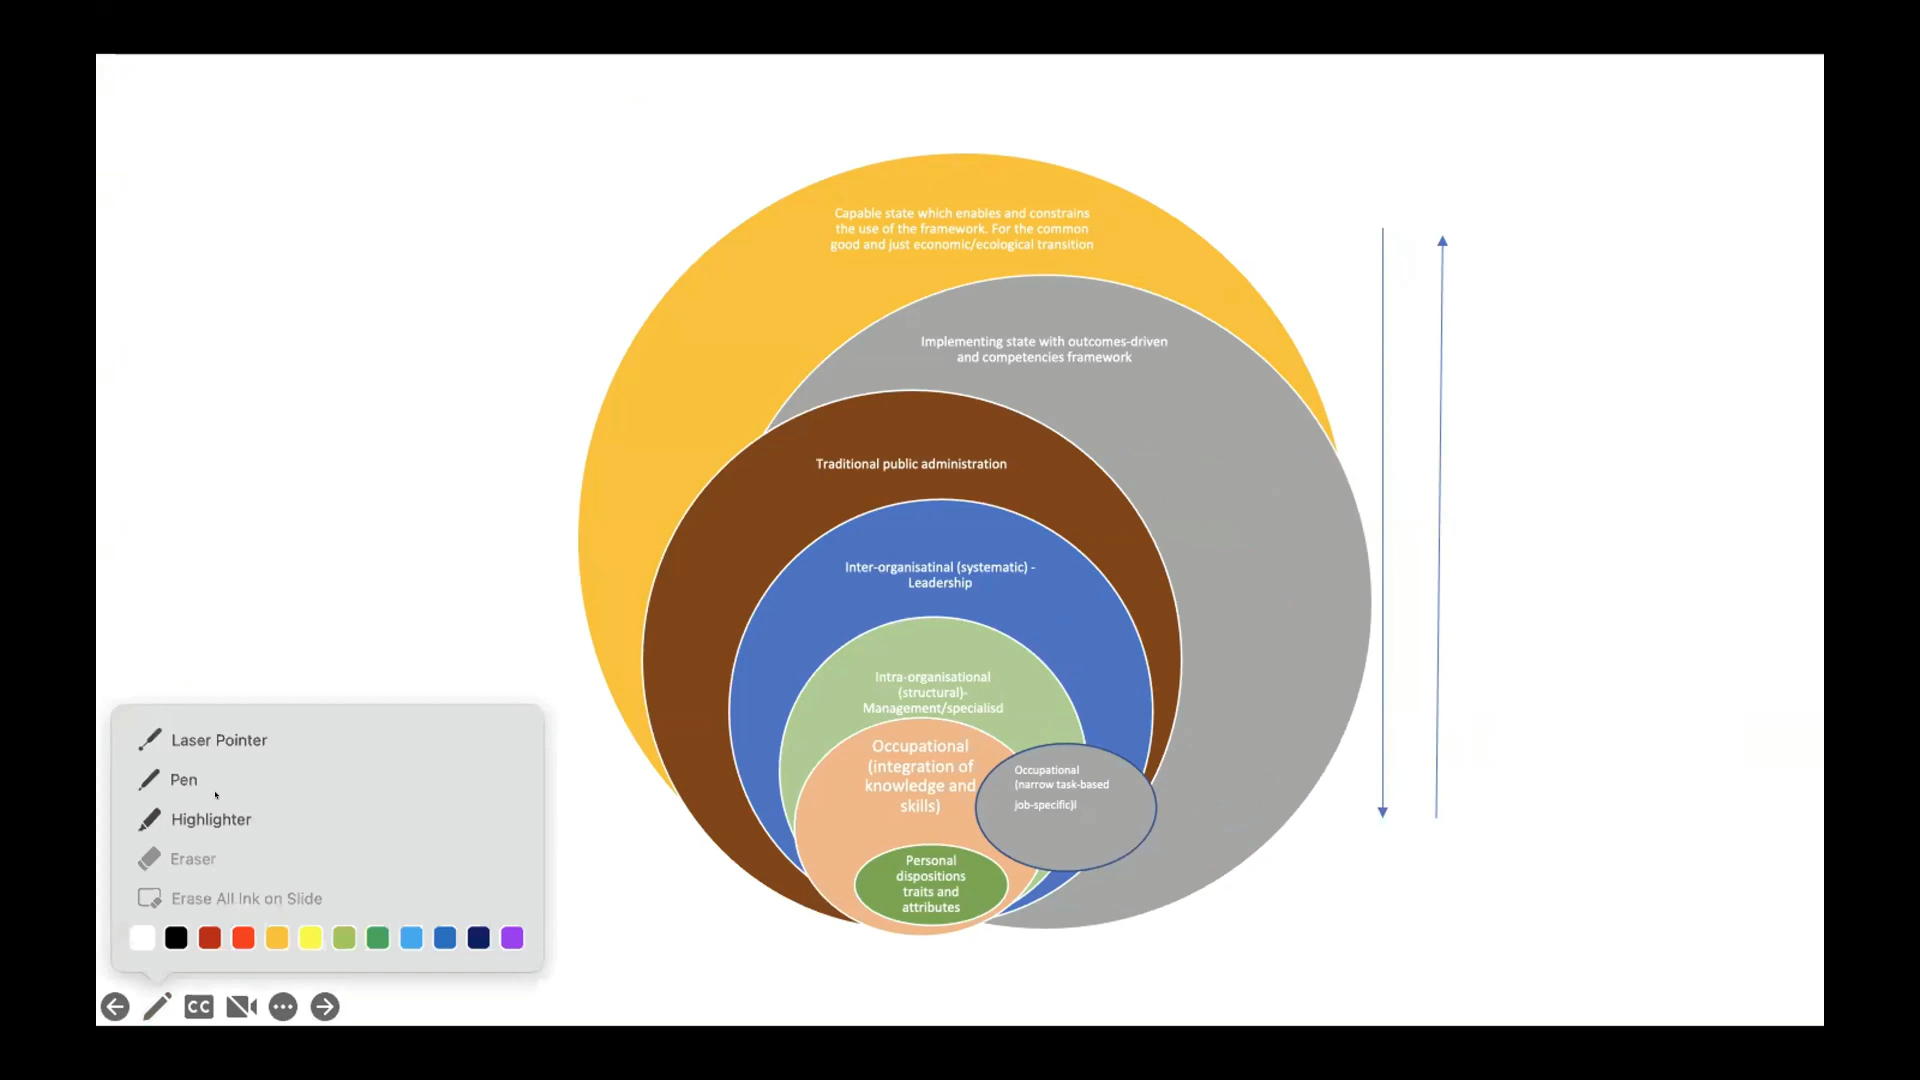 Capable state which enables and constrains
the use of the framework. For the common
good and just economic/ecological transition
Implementing state with outcomes-driven
and competencies framework
Traditional public administration
Inter-organisatinal (systematic) -
Leadership
Intra-organisational
(structural)-
Management/specialisd
Occupational
(integration of
knowledge and
skills)
Occupational
(narrow task-based
job-specific)l
Personal
dispositions
traits and
attributes
Laser Pointer
Pen
Highlighter
Eraser
Erase All Ink on Slide
CC